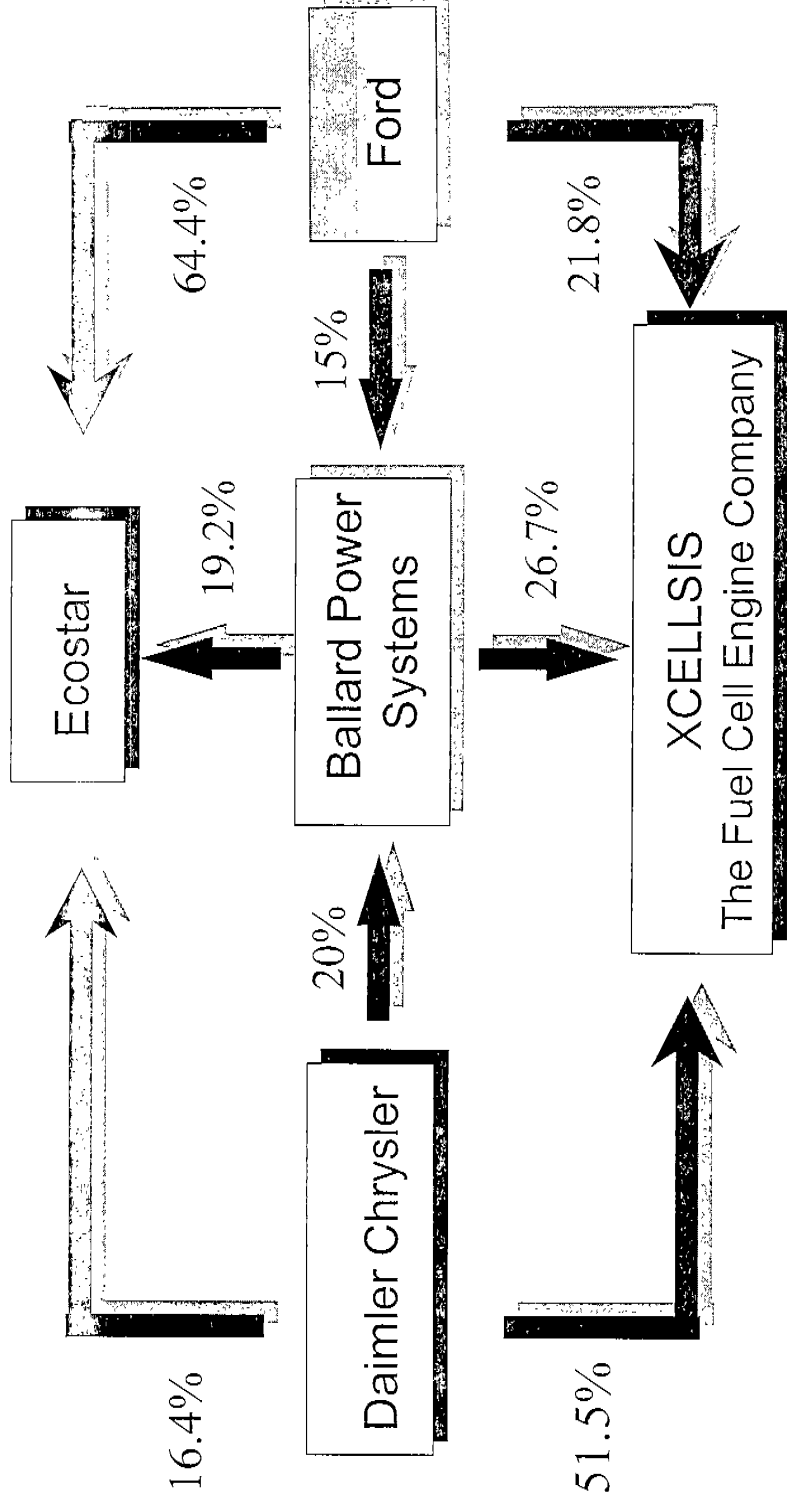 Ecostar
16.4%
64.4%
19.2%
Daimler Chrysler
20%
Ballard Power
Systems
15%
Ford
26.7%
51.5%
21.8%
XCELLSIS
The Fuel Cell Engine Company